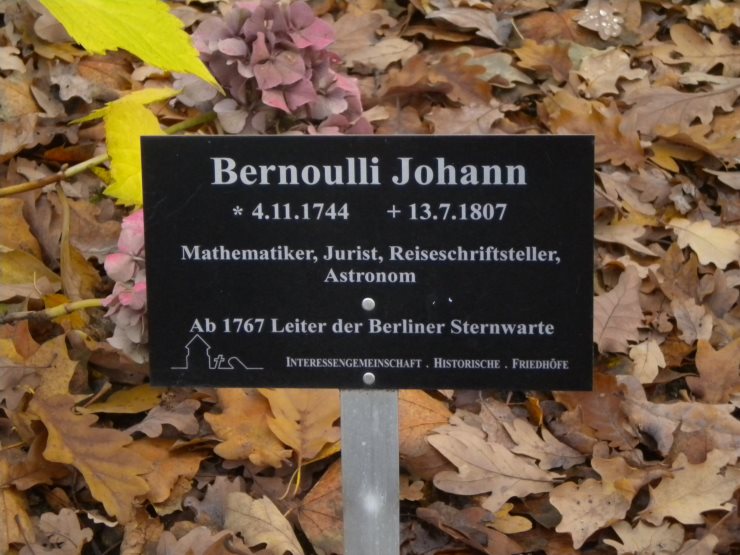 Bernoulli Johann
* 4.11.1744 + 13.7.1807
Mathematiker, Jurist, Reiseschriftsteller,
Astronom
Ab 1767 Leiter der Berliner Sternwarte
INTERESSENGEMEINSCHAFT . HISTORISCHE . FRIEDHÖFE